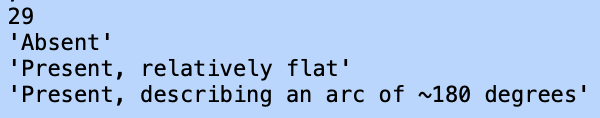 29
'Absent'
'Present, relatively flat'
'Present, describing an arc of ~180 degrees'